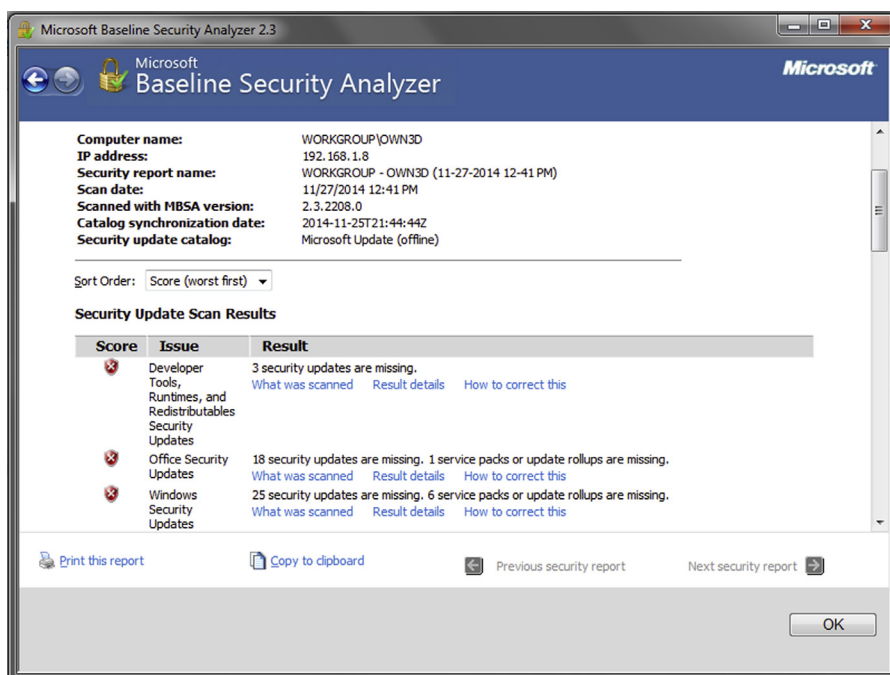 Microsoft Baseline Security Analyzer 2.3
Microsoft
Baseline Security Analyzer
Microsoft
Computer name: WORKGROUP\OWN3D
IP address: 192.168.1.8
Security report name: WORKGROUP - OWN3D (11-27-2014 12-41 PM)
Scan date: 11/27/2014 12:41 PM
Scanned with MBSA version: 2.3.2208.0
Catalog synchronization date: 2014-11-25T21:44:44Z
Security update catalog: Microsoft Update (offline)
Sort Order: Score (worst first)
Security Update Scan Results
Score Issue Result
Developer Tools, Runtimes, and Redistributables Security Updates
3 security updates are missing.
What was scanned Result details How to correct this
Office Security Updates
18 security updates are missing. 1 service packs or update rollups are missing.
What was scanned Result details How to correct this
Windows Security Updates
25 security updates are missing. 6 service packs or update rollups are missing.
What was scanned Result details How to correct this
Print this report Copy to clipboard Previous security report Next security report
OK